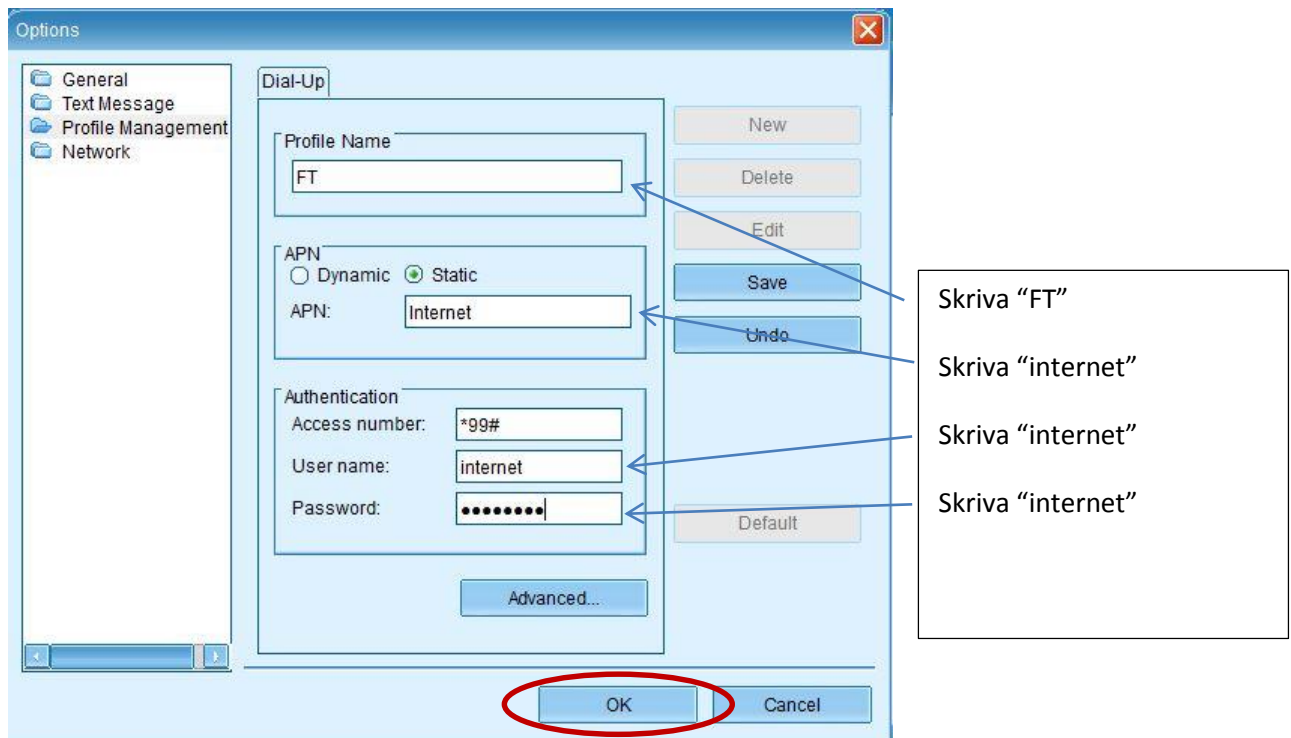 Options
General
Text Message
Profile Management
Network
Dial-Up
Profile Name
FT
APN
Dynamic Static
APN: Internet
Authentication
Access number: *99#
User name: internet
Password: ••••••••
Advanced...
New
Delete
Edit
Save
Undo
Default
OK Cancel
Skriva “FT”
Skriva “internet”
Skriva “internet”
Skriva “internet”